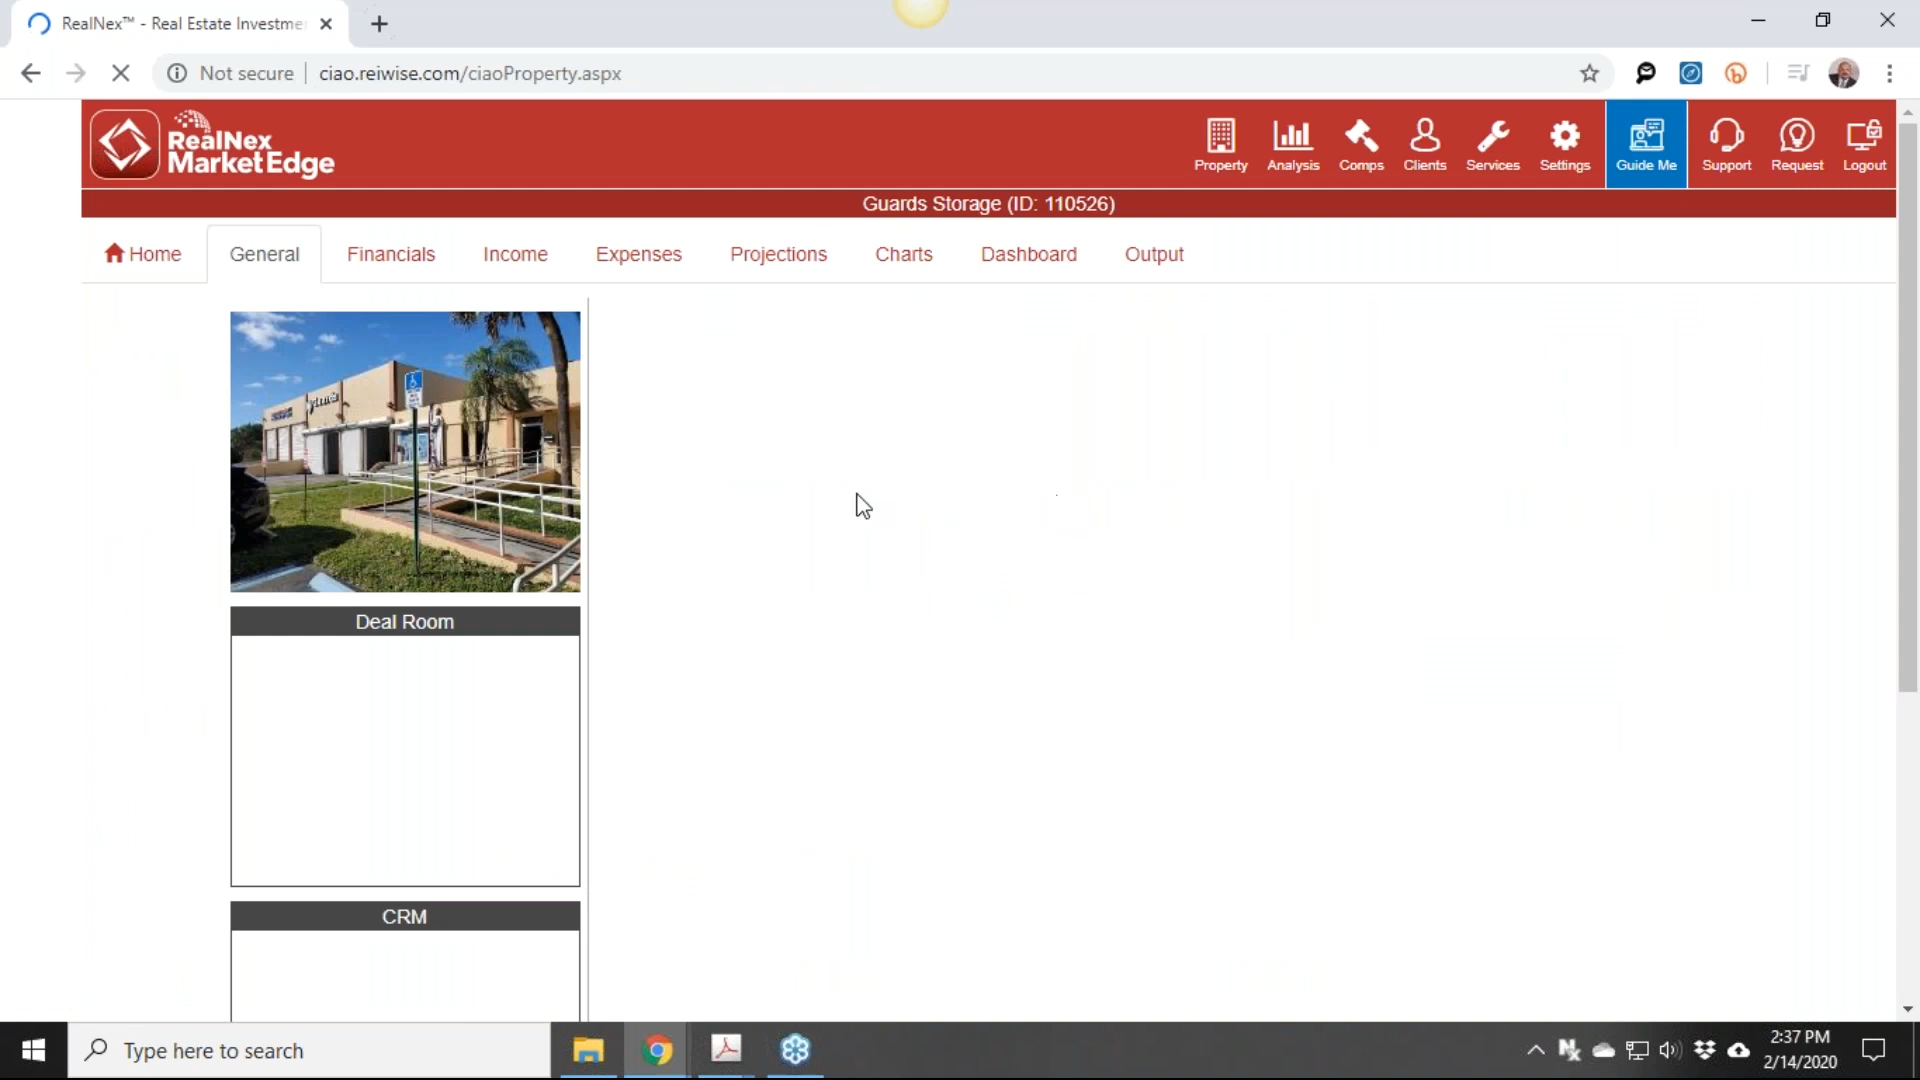 RealNex™ - Real Estate Investme
Not secure
ciao.reiwise.com/ciaoProperty.aspx
RealNex
MarketEdge
Property
Analysis
Comps
Clients
Services
Settings
Guide Me
Support
Request
Logout
Guards Storage (ID: 110526)
Home
General
Financials
Income
Expenses
Projections
Charts
Dashboard
Output
Deal Room
CRM
Type here to search
2:37 PM
2/14/2020